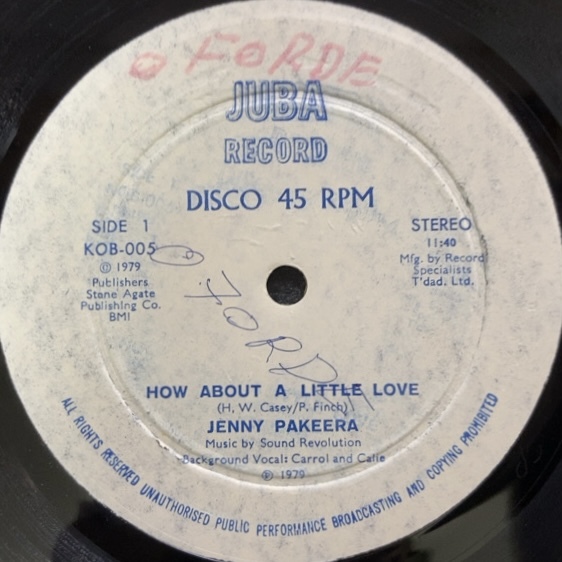 O FORDE
JUBA
RECORD
DISCO 45 RPM
SIDE 1
KOB-005
© 1979
Publishers
Stone Agate
Publishing Co.
BMI
STEREO
11:40
Mfg. by Record
Specialists
T'dad. Ltd.
O FORDE
HOW ABOUT A LITTLE LOVE
(H. W. Casey/P. Finch)
JENNY PAKEERA
Music by Sound Revolution
Background Vocal: Carrol and Calie
℗ 1979
ALL RIGHTS RESERVED UNAUTHORISED PUBLIC PERFORMANCE BROADCASTING AND COPYING PROHIBITED